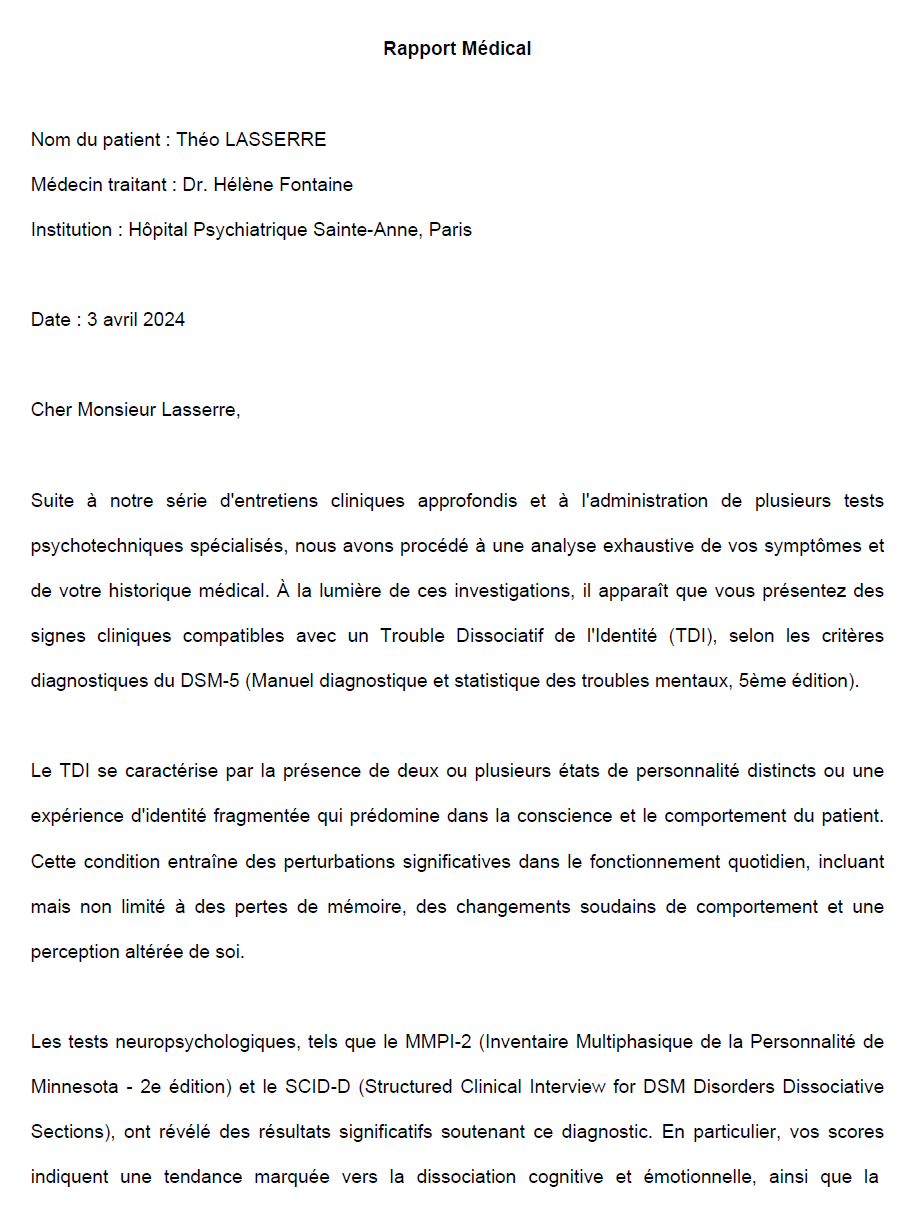 Rapport Médical
Nom du patient : Théo LASSERRE
Médecin traitant : Dr. Hélène Fontaine
Institution : Hôpital Psychiatrique Sainte-Anne, Paris
Date : 3 avril 2024
Cher Monsieur Lasserre,
Suite à notre série d'entretiens cliniques approfondis et à l'administration de plusieurs tests
psychotechniques spécialisés, nous avons procédé à une analyse exhaustive de vos symptômes et
de votre historique médical. À la lumière de ces investigations, il apparaît que vous présentez des
signes cliniques compatibles avec un Trouble Dissociatif de l'Identité (TDI), selon les critères
diagnostiques du DSM-5 (Manuel diagnostique et statistique des troubles mentaux, 5ème édition).
Le TDI se caractérise par la présence de deux ou plusieurs états de personnalité distincts ou une
expérience d'identité fragmentée qui prédomine dans la conscience et le comportement du patient.
Cette condition entraîne des perturbations significatives dans le fonctionnement quotidien, incluant
mais non limité à des pertes de mémoire, des changements soudains de comportement et une
perception altérée de soi.
Les tests neuropsychologiques, tels que le MMPI-2 (Inventaire Multiphasique de la Personnalité de
Minnesota - 2e édition) et le SCID-D (Structured Clinical Interview for DSM Disorders Dissociative
Sections), ont révélé des résultats significatifs soutenant ce diagnostic. En particulier, vos scores
indiquent une tendance marquée vers la dissociation cognitive et émotionnelle, ainsi que la